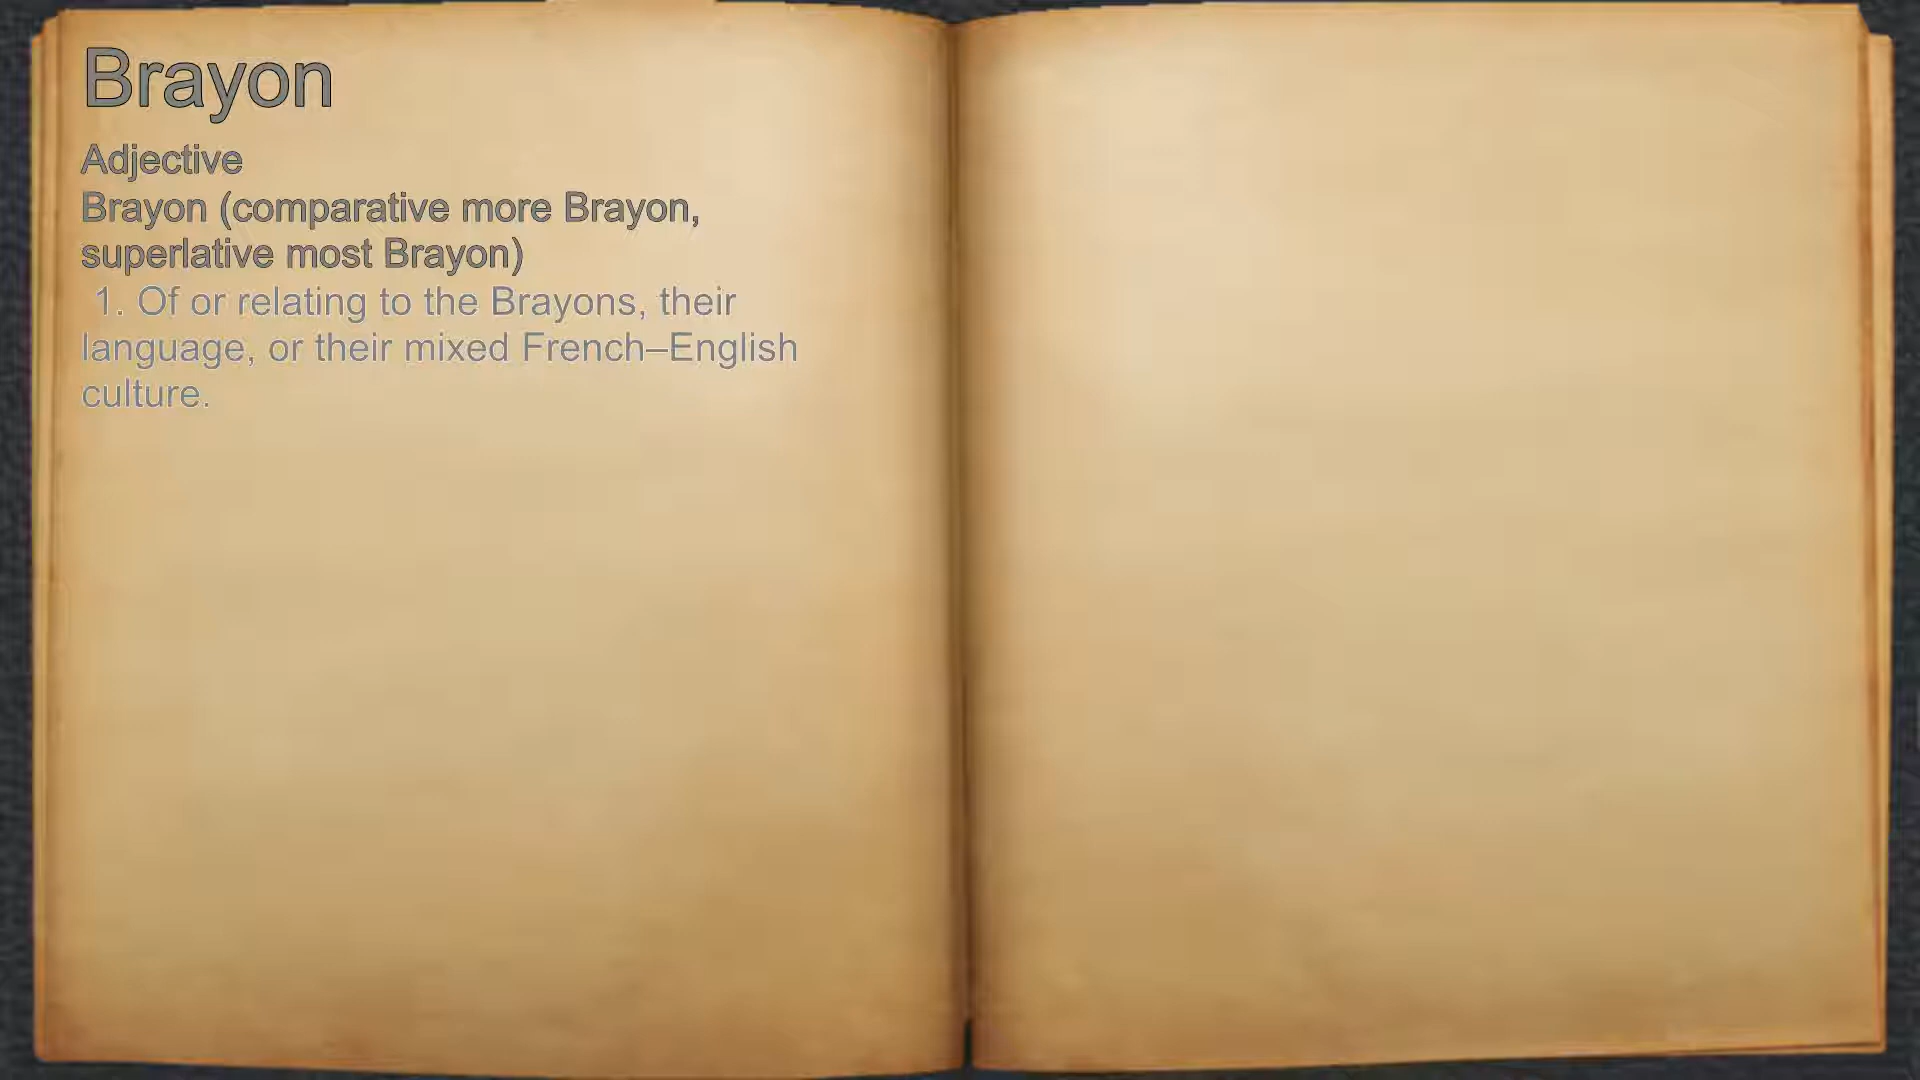 Brayon
Adjective
Brayon (comparative more Brayon,
superlative most Brayon)
1. Of or relating to the Brayons, their
language, or their mixed French–English
culture.